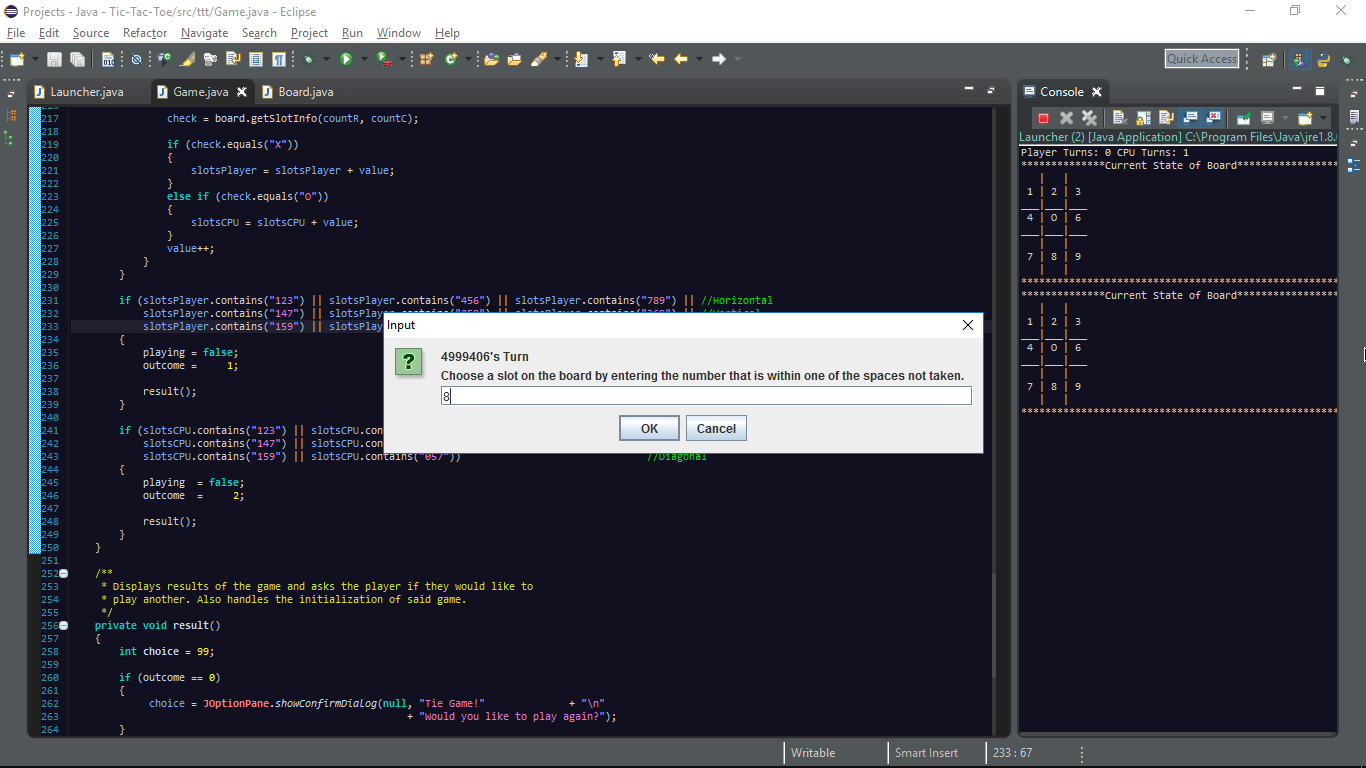 Projects - Java - Tic-Tac-Toe/src/ttt/Game.java - Eclipse
File Edit Source Refactor Navigate Search Project Run Window Help
Quick Access
Launcher.java Game.java Board.java
217 check = board.getSlotInfo(countR, countC);
218
219 if (check.equals("X"))
220 {
221 slotsPlayer = slotsPlayer + value;
222 }
223 else if (check.equals("O"))
224 {
225 slotsCPU = slotsCPU + value;
226 }
227 value++;
228 }
229 }
230
231 if (slotsPlayer.contains("123") || slotsPlayer.contains("456") || slotsPlayer.contains("789") || //Horizontal
232 slotsPlayer.contains("147") ||
233 slotsPlayer.contains("159") || slotsPlay
234 {
235 playing = false;
236 outcome = 1;
237
238 result();
239 }
240
241 if (slotsCPU.contains("123") || slotsCPU.con
242 slotsCPU.contains("147") || slotsCPU.con
243 slotsCPU.contains("159") || slotsCPU.contains("057")) //Diagonal
244 {
245 playing = false;
246 outcome = 2;
247
248 result();
249 }
250 }
251
252 /**
253 * Displays results of the game and asks the player if they would like to
254 * play another. Also handles the initialization of said game.
255 */
256 private void result()
257 {
258 int choice = 99;
259
260 if (outcome == 0)
261 {
262 choice = JOptionPane.showConfirmDialog(null, "Tie Game!" + "\n"
263 + "Would you like to play again?");
264 }
Input
4999406's Turn
Choose a slot on the board by entering the number that is within one of the spaces not taken.
8
OK Cancel
Console
Launcher (2) [Java Application] C:\Program Files\Java\jre1.8.
Player Turns: 0 CPU Turns: 1
**************Current State of Board*****************
| |
1 | 2 | 3
__|__|__
4 | O | 6
__|__|__
| |
7 | 8 | 9
| |
*****************************************************
**************Current State of Board*****************
| |
1 | 2 | 3
__|__|__
4 | O | 6
__|__|__
| |
7 | 8 | 9
| |
*****************************************************
Writable Smart Insert 233 : 67